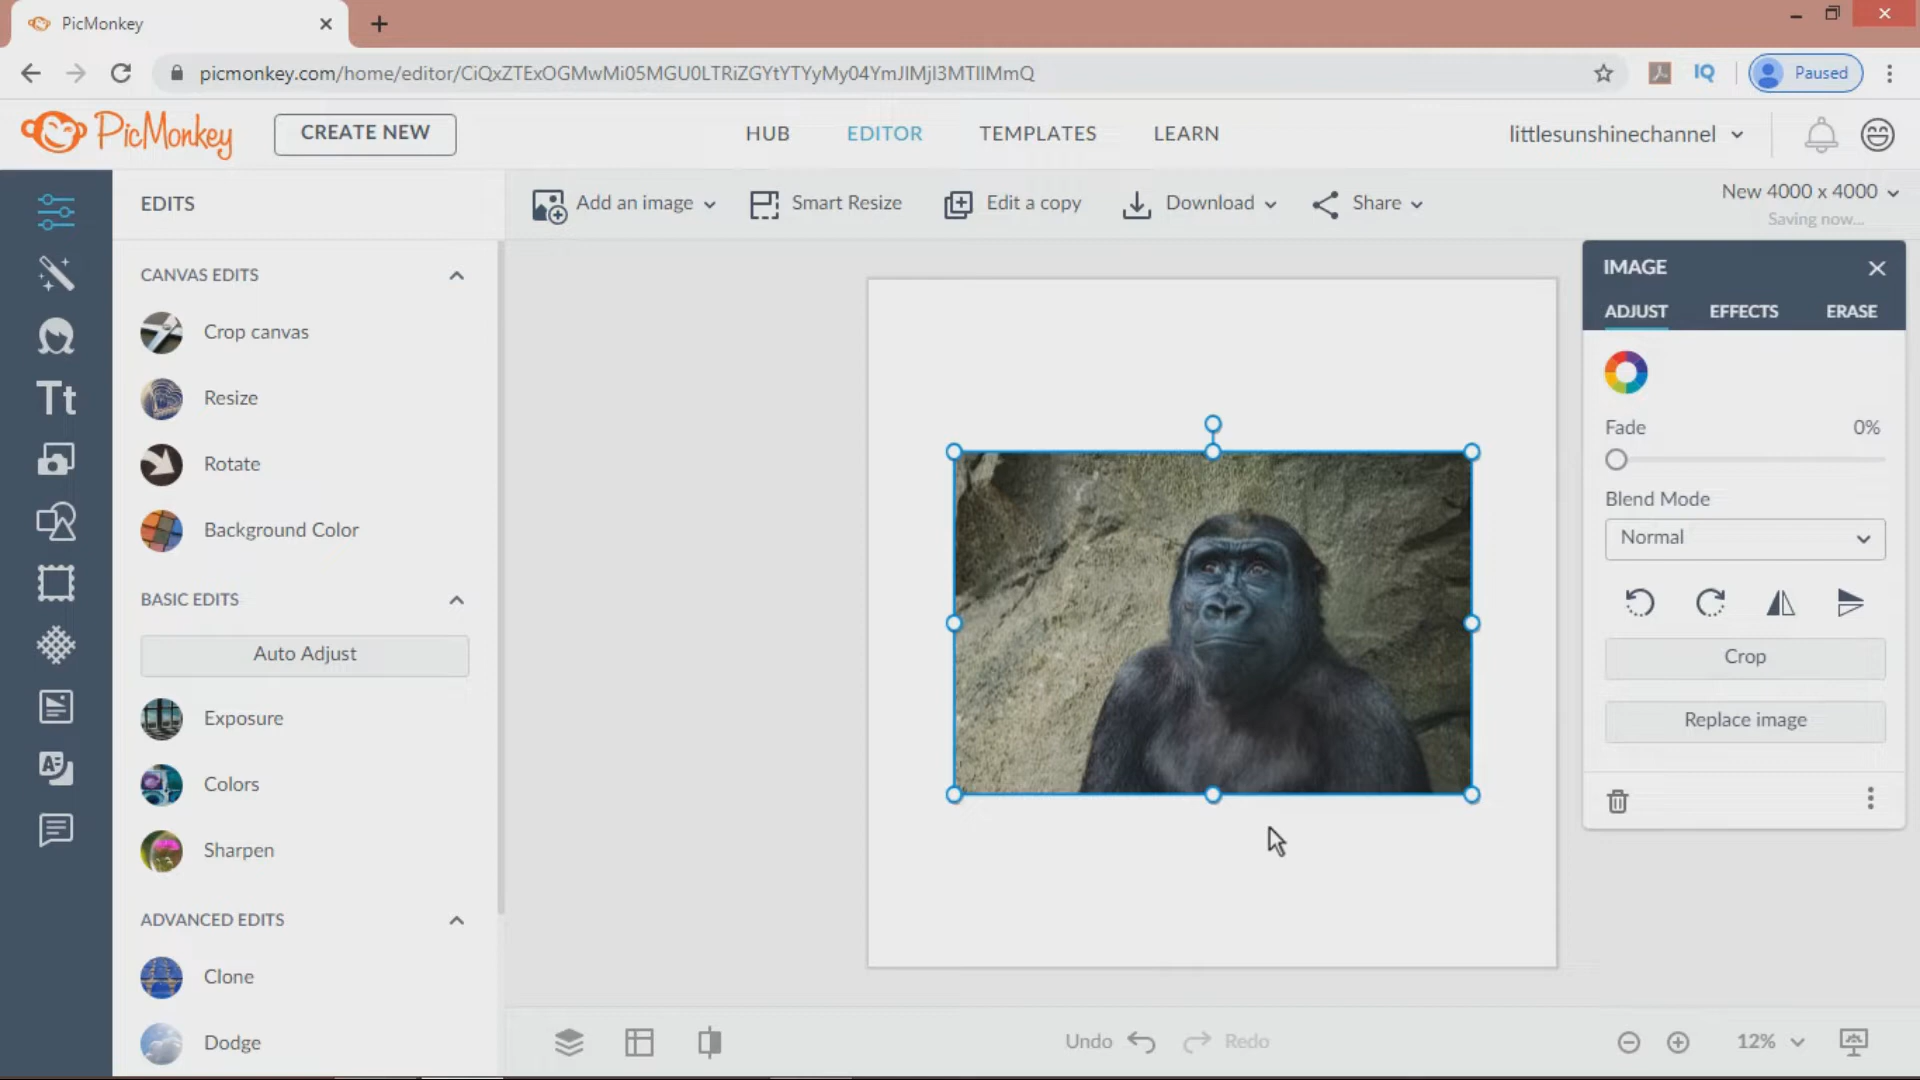 PicMonkey
picmonkey.com/home/editor/CiQxZTExOGMwMi05MGU0LTRiZGYtYTYyMy04YmJlMjI3MTIlMmQ
IQ
Paused
PicMonkey
CREATE NEW
HUB
EDITOR
TEMPLATES
LEARN
littlesunshinechannel
EDITS
Add an image
Smart Resize
Edit a copy
Download
Share
New 4000 x 4000
Saving now...
CANVAS EDITS
Crop canvas
Resize
Rotate
Background Color
BASIC EDITS
Auto Adjust
Exposure
Colors
Sharpen
ADVANCED EDITS
Clone
Dodge
Tt
IMAGE
ADJUST
EFFECTS
ERASE
Fade
0%
Blend Mode
Normal
Crop
Replace image
Undo
Redo
12%